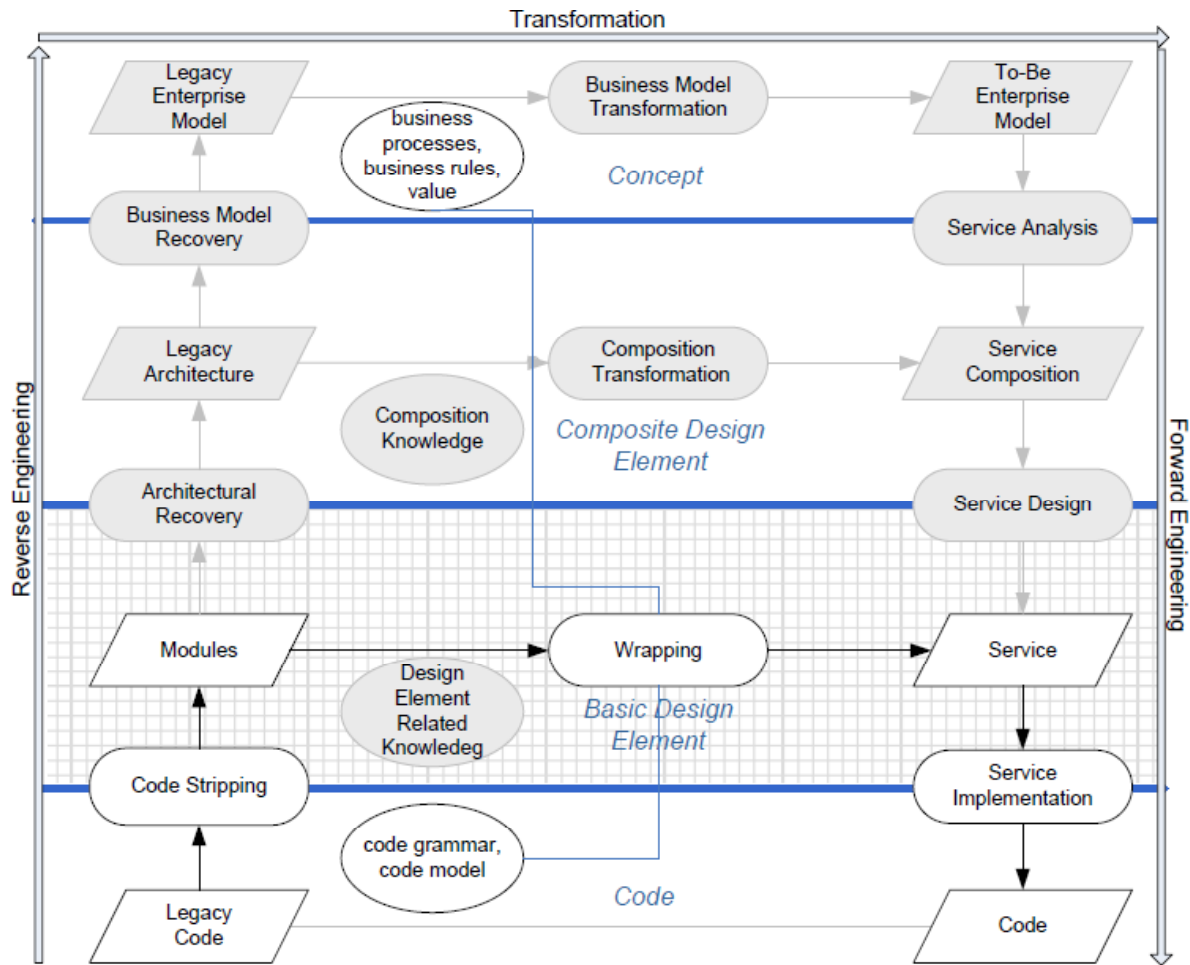 Transformation
Legacy
Enterprise
Model
Business Model
Transformation
To-Be
Enterprise
Model
business
processes,
business rules,
value
Concept
Business Model
Recovery
Service Analysis
Legacy
Architecture
Composition
Transformation
Service
Composition
Composition
Knowledge
Composite Design
Element
Reverse Engineering
Forward Engineering
Architectural
Recovery
Service Design
Modules
Wrapping
Service
Design
Element
Related
Knowledeg
Basic Design
Element
Code Stripping
Service
Implementation
code grammar,
code model
Code
Legacy
Code
Code